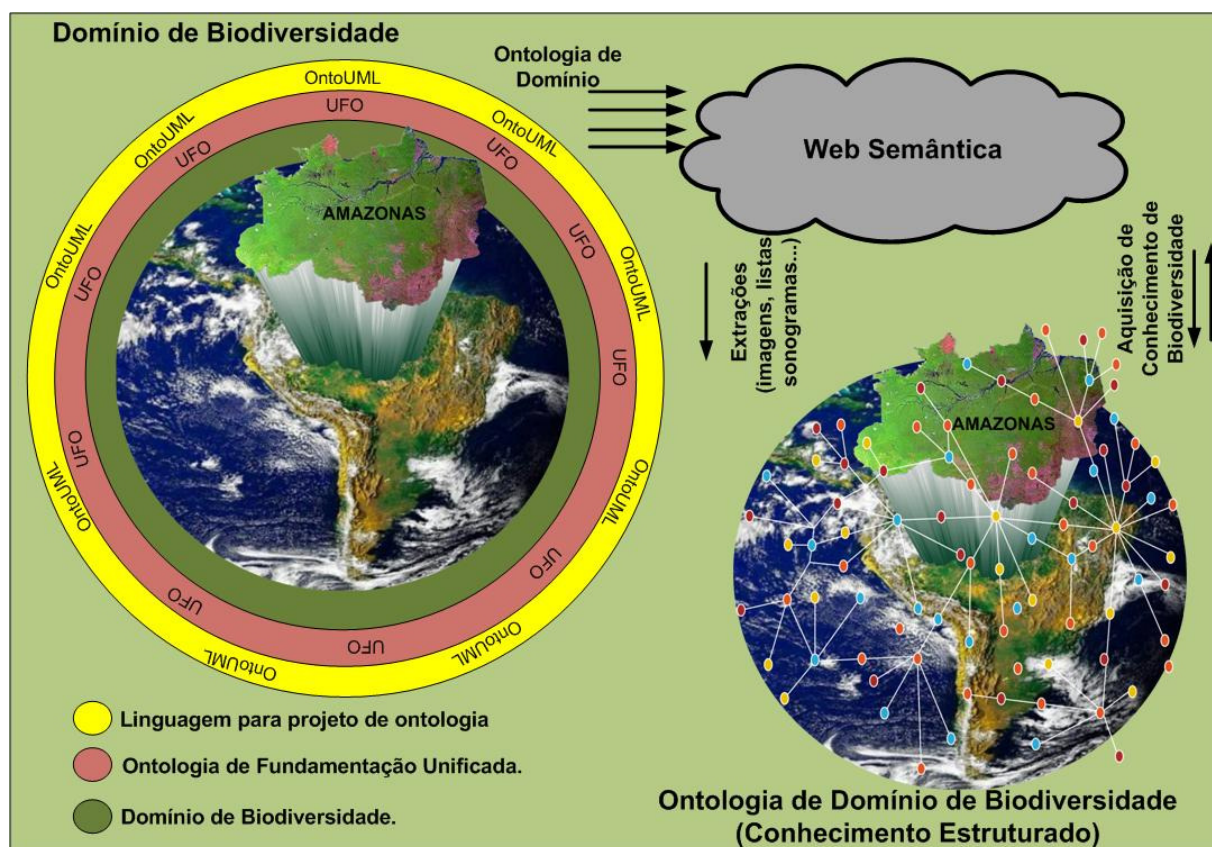 Domínio de Biodiversidade
Ontologia de
Domínio
OntoUML
OntoUML
OntoUML
OntoUML
OntoUML
OntoUML
OntoUML
OntoUML
OntoUML
UFO
UFO
UFO
UFO
UFO
UFO
UFO
UFO
UFO
UFO
AMAZONAS
Web Semântica
Extrações
(imagens, listas
sonogramas...)
Aquisição de
Conhecimento de
Biodiversidade
AMAZONAS
Linguagem para projeto de ontologia
Ontologia de Fundamentação Unificada.
Domínio de Biodiversidade.
Ontologia de Domínio de Biodiversidade
(Conhecimento Estruturado)